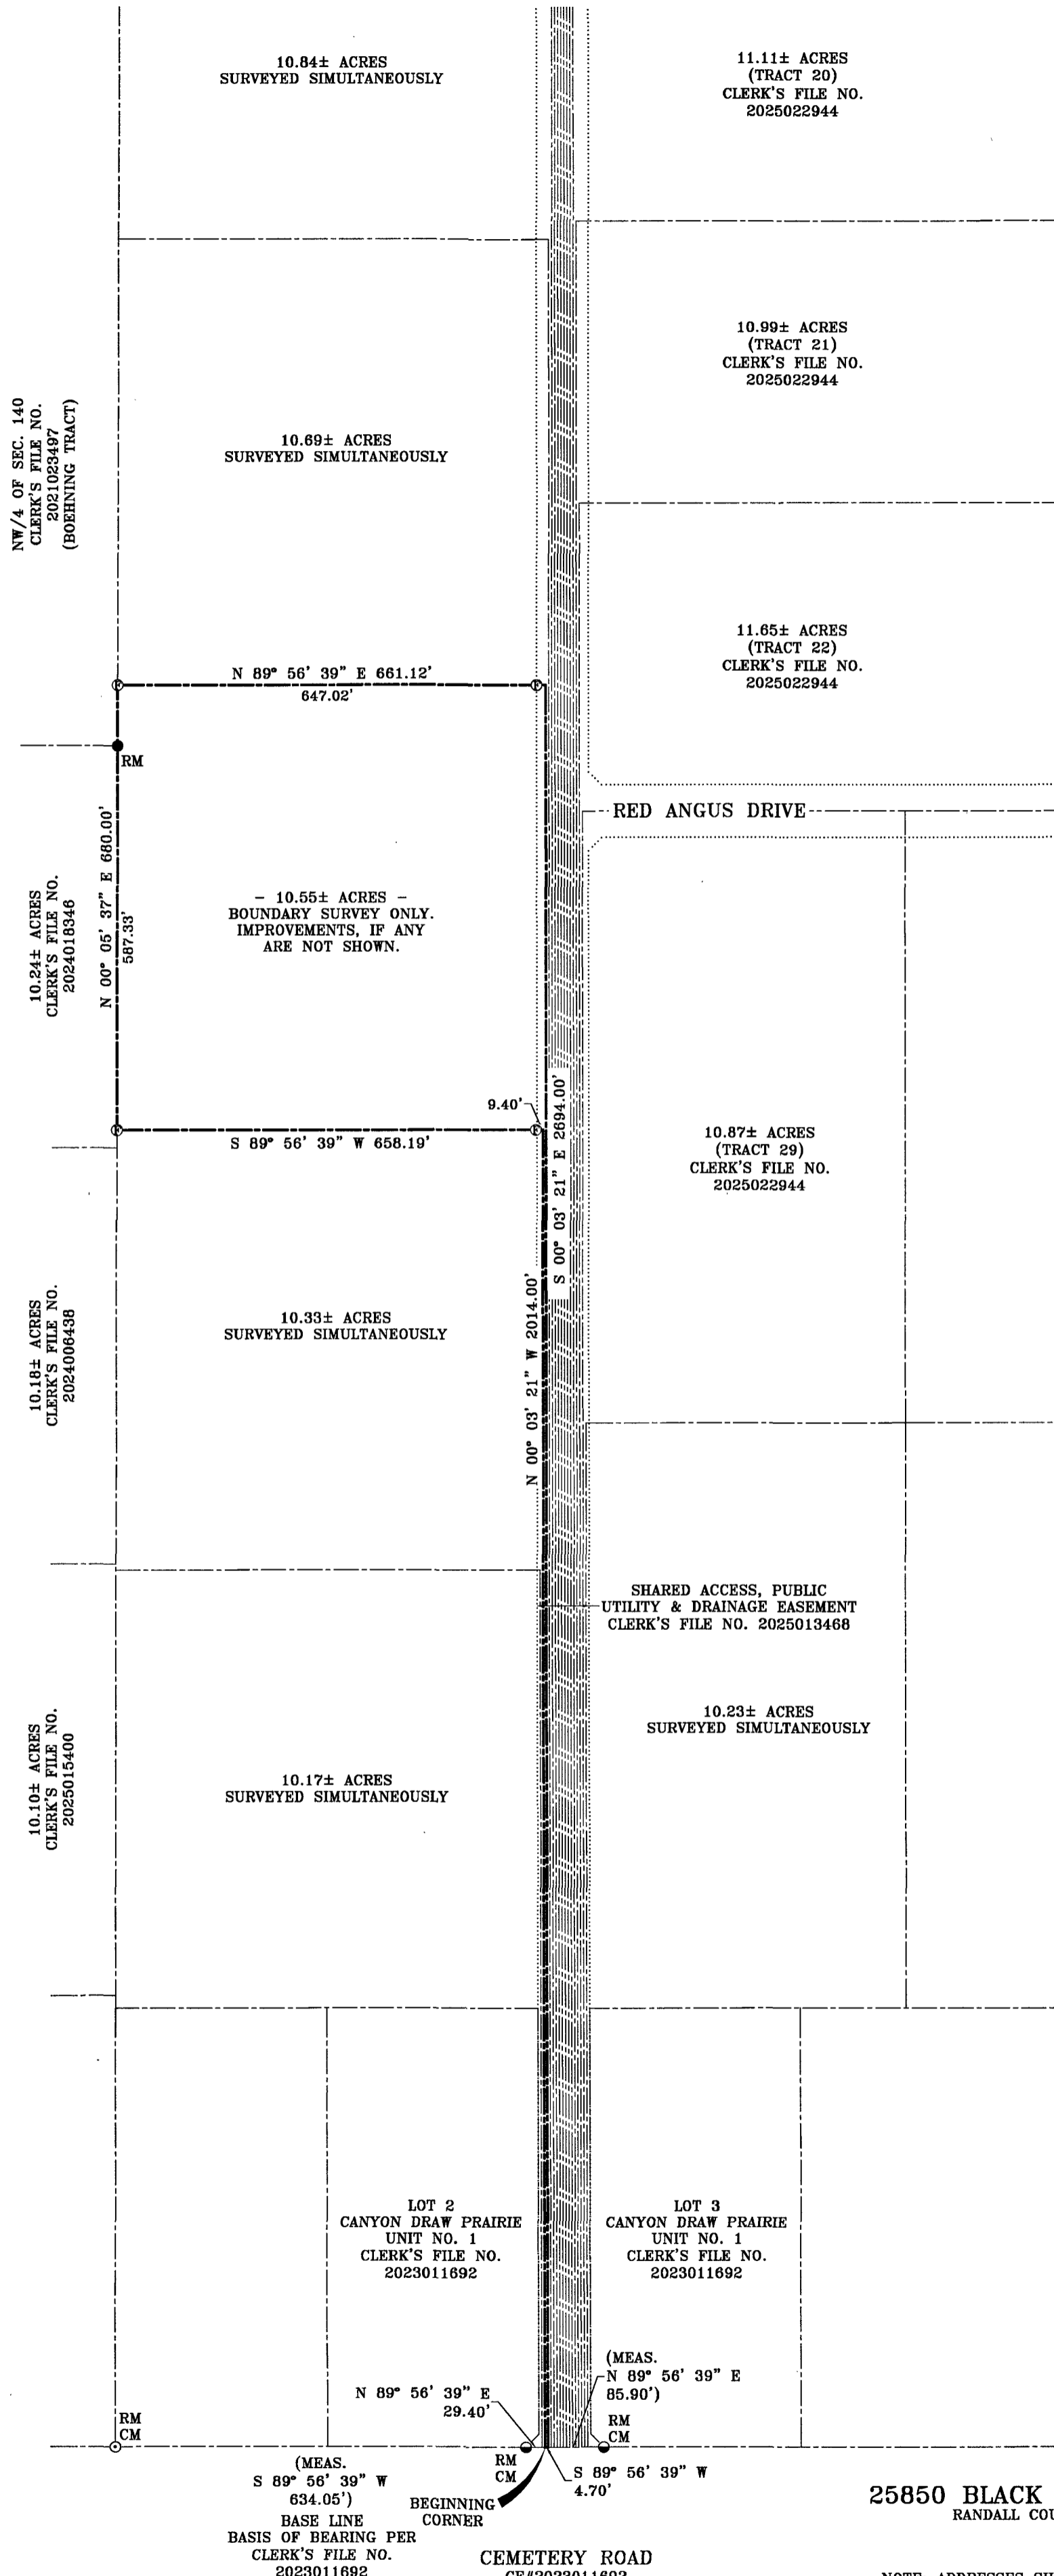 10.84± ACRES
SURVEYED SIMULTANEOUSLY
11.11± ACRES
(TRACT 20)
CLERK'S FILE NO.
2025022944
10.99± ACRES
(TRACT 21)
CLERK'S FILE NO.
2025022944
NW/4 OF SEC. 140
CLERK'S FILE NO.
2021023497
(BOEHNING TRACT)
10.69± ACRES
SURVEYED SIMULTANEOUSLY
11.65± ACRES
(TRACT 22)
CLERK'S FILE NO.
2025022944
N 89° 56' 39" E 661.12'
647.02'
RM
RED ANGUS DRIVE
N 00° 05' 37" E 680.00'
587.33'
10.24± ACRES
CLERK'S FILE NO.
2024018346
- 10.55± ACRES -
BOUNDARY SURVEY ONLY.
IMPROVEMENTS, IF ANY
ARE NOT SHOWN.
9.40'
S 89° 56' 39" W 658.19'
S 00° 03' 21" E 2694.00'
N 00° 03' 21" W 2014.00'
10.87± ACRES
(TRACT 29)
CLERK'S FILE NO.
2025022944
10.18± ACRES
CLERK'S FILE NO.
2024006438
10.33± ACRES
SURVEYED SIMULTANEOUSLY
SHARED ACCESS, PUBLIC
UTILITY & DRAINAGE EASEMENT
CLERK'S FILE NO. 2025013468
10.10± ACRES
CLERK'S FILE NO.
2025015400
10.17± ACRES
SURVEYED SIMULTANEOUSLY
10.23± ACRES
SURVEYED SIMULTANEOUSLY
LOT 2
CANYON DRAW PRAIRIE
UNIT NO. 1
CLERK'S FILE NO.
2023011692
LOT 3
CANYON DRAW PRAIRIE
UNIT NO. 1
CLERK'S FILE NO.
2023011692
N 89° 56' 39" E
29.40'
(MEAS.
N 89° 56' 39" E
85.90')
RM
CM
RM
CM
RM
CM
(MEAS.
S 89° 56' 39" W
634.05')
BASE LINE
BASIS OF BEARING PER
CLERK'S FILE NO.
2023011692
BEGINNING
CORNER
S 89° 56' 39" W
4.70'
CEMETERY ROAD
CF#2023011692
25850 BLACK
RANDALL COU